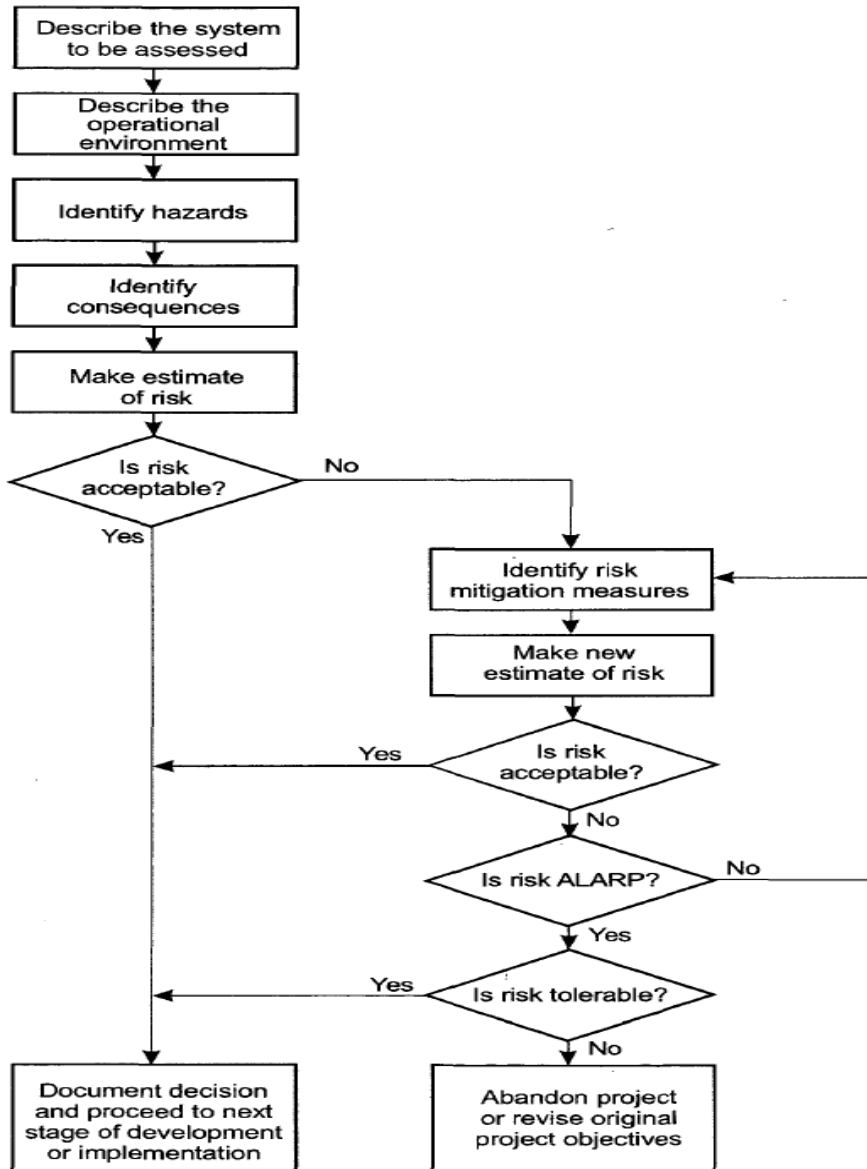 Describe the system
to be assessed
Describe the
operational
environment
Identify hazards
Identify
consequences
Make estimate
of risk
Is risk
acceptable?
No
Yes
Identify risk
mitigation measures
Make new
estimate of risk
Is risk
acceptable?
Yes
No
Is risk ALARP?
No
Yes
Is risk tolerable?
Yes
No
Document decision
and proceed to next
stage of development
or implementation
Abandon project
or revise original
project objectives